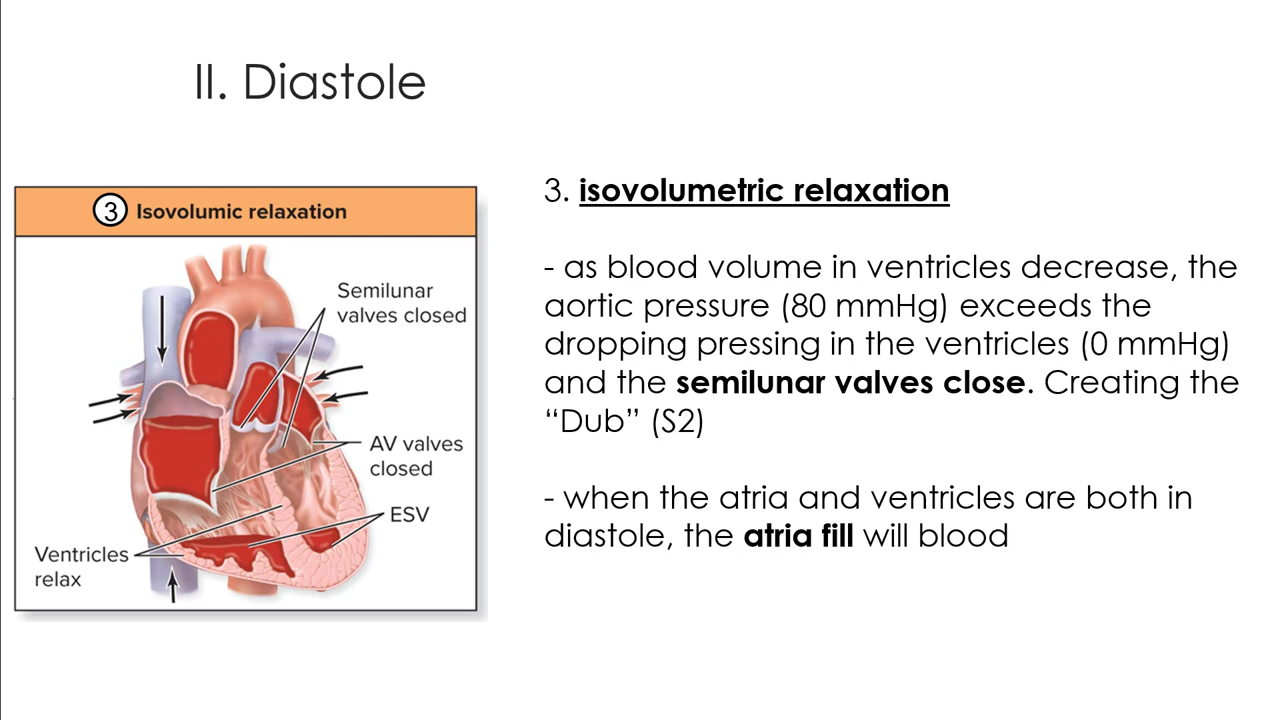 II. Diastole
3 Isovolumic relaxation
Semilunar
valves closed
AV valves
closed
ESV
Ventricles
relax
3. isovolumetric relaxation
- as blood volume in ventricles decrease, the
aortic pressure (80 mmHg) exceeds the
dropping pressing in the ventricles (0 mmHg)
and the semilunar valves close. Creating the
“Dub” (S2)
- when the atria and ventricles are both in
diastole, the atria fill will blood